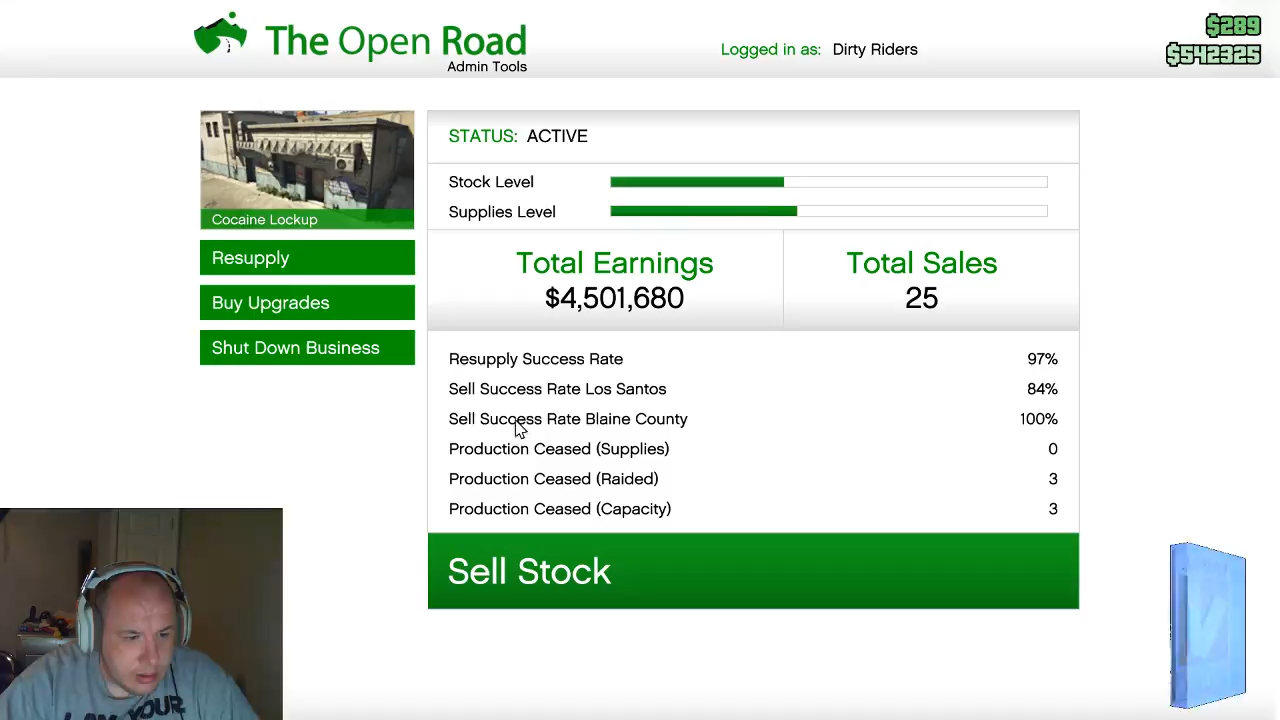 The Open Road
Admin Tools
Logged in as: Dirty Riders
$289
$542325
Cocaine Lockup
Resupply
Buy Upgrades
Shut Down Business
STATUS: ACTIVE
Stock Level
Supplies Level
Total Earnings
$4,501,680
Total Sales
25
Resupply Success Rate 97%
Sell Success Rate Los Santos 84%
Sell Success Rate Blaine County 100%
Production Ceased (Supplies) 0
Production Ceased (Raided) 3
Production Ceased (Capacity) 3
Sell Stock
I AM YOUR